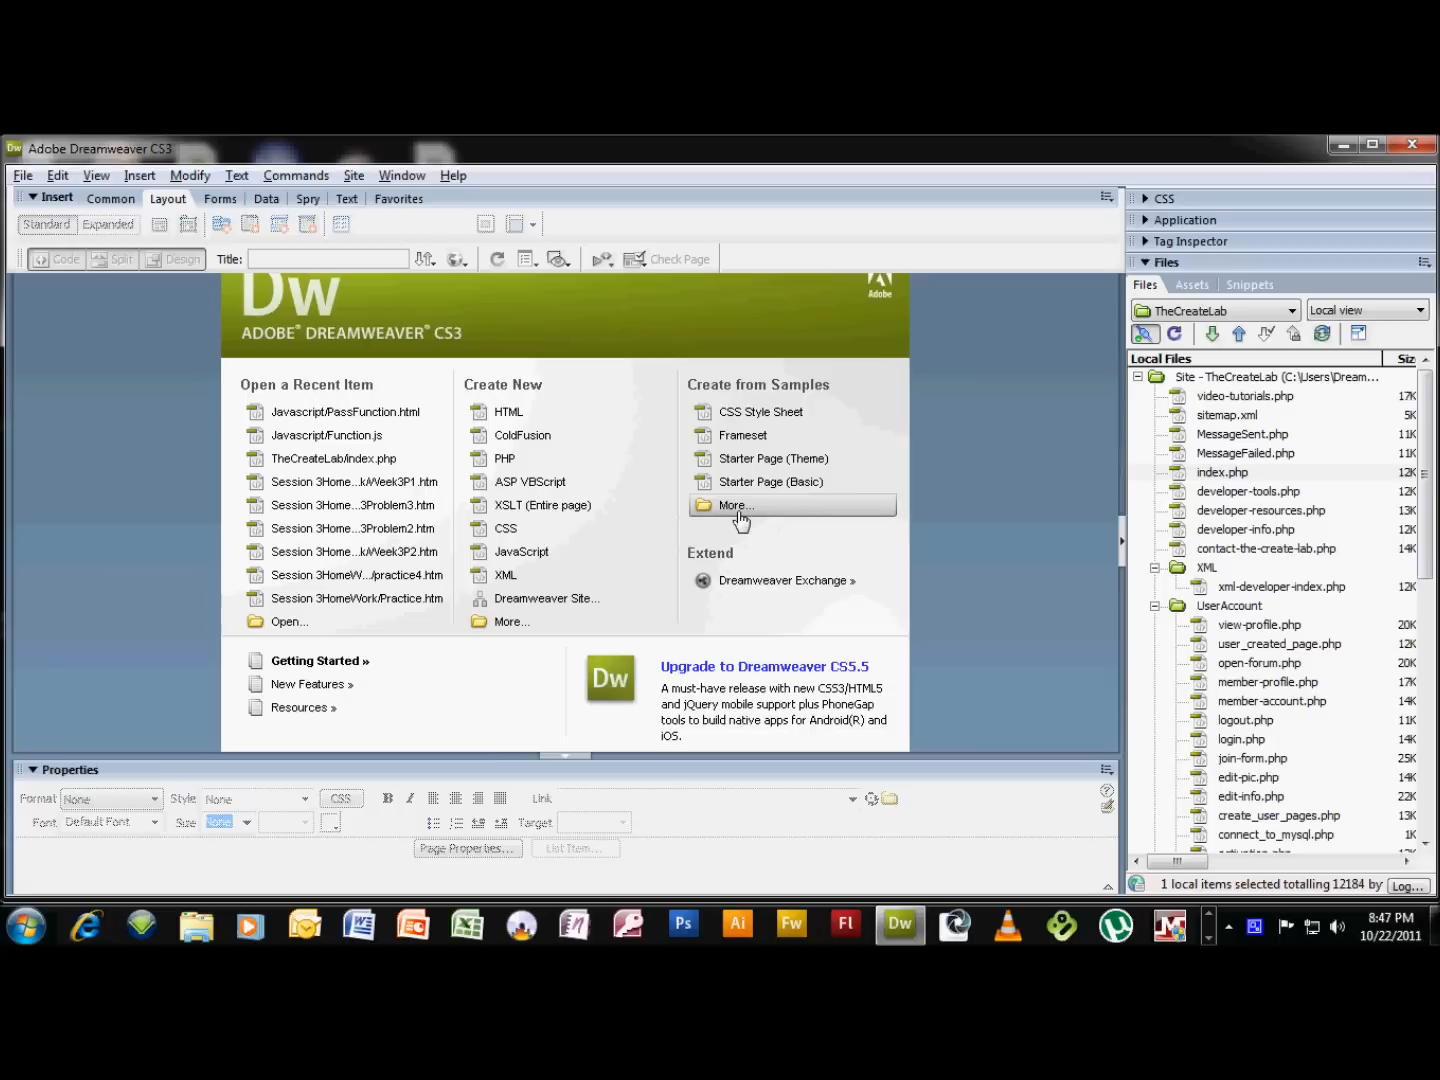 Adobe Dreamweaver CS3
File Edit View Insert Modify Text Commands Site Window Help
Insert Common Layout Forms Data Spry Text Favorites
Standard Expanded
Code Split Design Title: Check Page
Dw
Adobe
ADOBE® DREAMWEAVER® CS3
Open a Recent Item
Javascript/PassFunction.html
Javascript/Function.js
TheCreateLab/index.php
Session 3Home...k/Week3P1.htm
Session 3Home...3Problem3.htm
Session 3Home...3Problem2.htm
Session 3Home...k/Week3P2.htm
Session 3HomeW.../practice4.htm
Session 3HomeWork/Practice.htm
Open...
Create New
HTML
ColdFusion
PHP
ASP VBScript
XSLT (Entire page)
CSS
JavaScript
XML
Dreamweaver Site...
More...
Create from Samples
CSS Style Sheet
Frameset
Starter Page (Theme)
Starter Page (Basic)
More...
Extend
Dreamweaver Exchange »
Getting Started »
New Features »
Resources »
Dw
Upgrade to Dreamweaver CS5.5
A must-have release with new CSS3/HTML5
and jQuery mobile support plus PhoneGap
tools to build native apps for Android(R) and
iOS.
Properties
Format None Style None CSS B I Link
Font Default Font Size None Target
Page Properties... List Item...
CSS
Application
Tag Inspector
Files
Files Assets Snippets
TheCreateLab Local view
Local Files Siz
Site - TheCreateLab (C:\Users\Dream...
video-tutorials.php 17K
sitemap.xml 5K
MessageSent.php 11K
MessageFailed.php 11K
index.php 12K
developer-tools.php 12K
developer-resources.php 13K
developer-info.php 12K
contact-the-create-lab.php 14K
XML
xml-developer-index.php 12K
UserAccount
view-profile.php 20K
user_created_page.php 12K
open-forum.php 20K
member-profile.php 17K
member-account.php 14K
logout.php 11K
login.php 12K
join-form.php 25K
edit-pic.php 14K
edit-info.php 22K
create_user_pages.php 13K
connect_to_mysql.php 1K
1 local items selected totalling 12184 by Log...
Ps Ai Fw Fl Dw
8:47 PM
10/22/2011